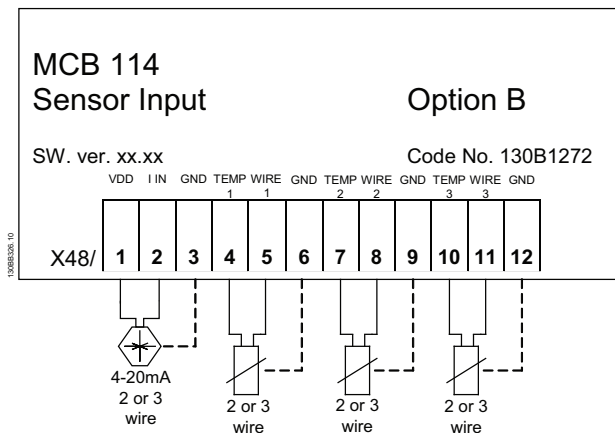 MCB 114
Sensor Input Option B
SW. ver. xx.xx Code No. 130B1272
VDD I IN GND TEMP WIRE GND TEMP WIRE GND TEMP WIRE GND
1 1 2 2 3 3
X48/ 1 2 3 4 5 6 7 8 9 10 11 12
130BB326.10
4-20mA
2 or 3
wire
2 or 3
wire
2 or 3
wire
2 or 3
wire